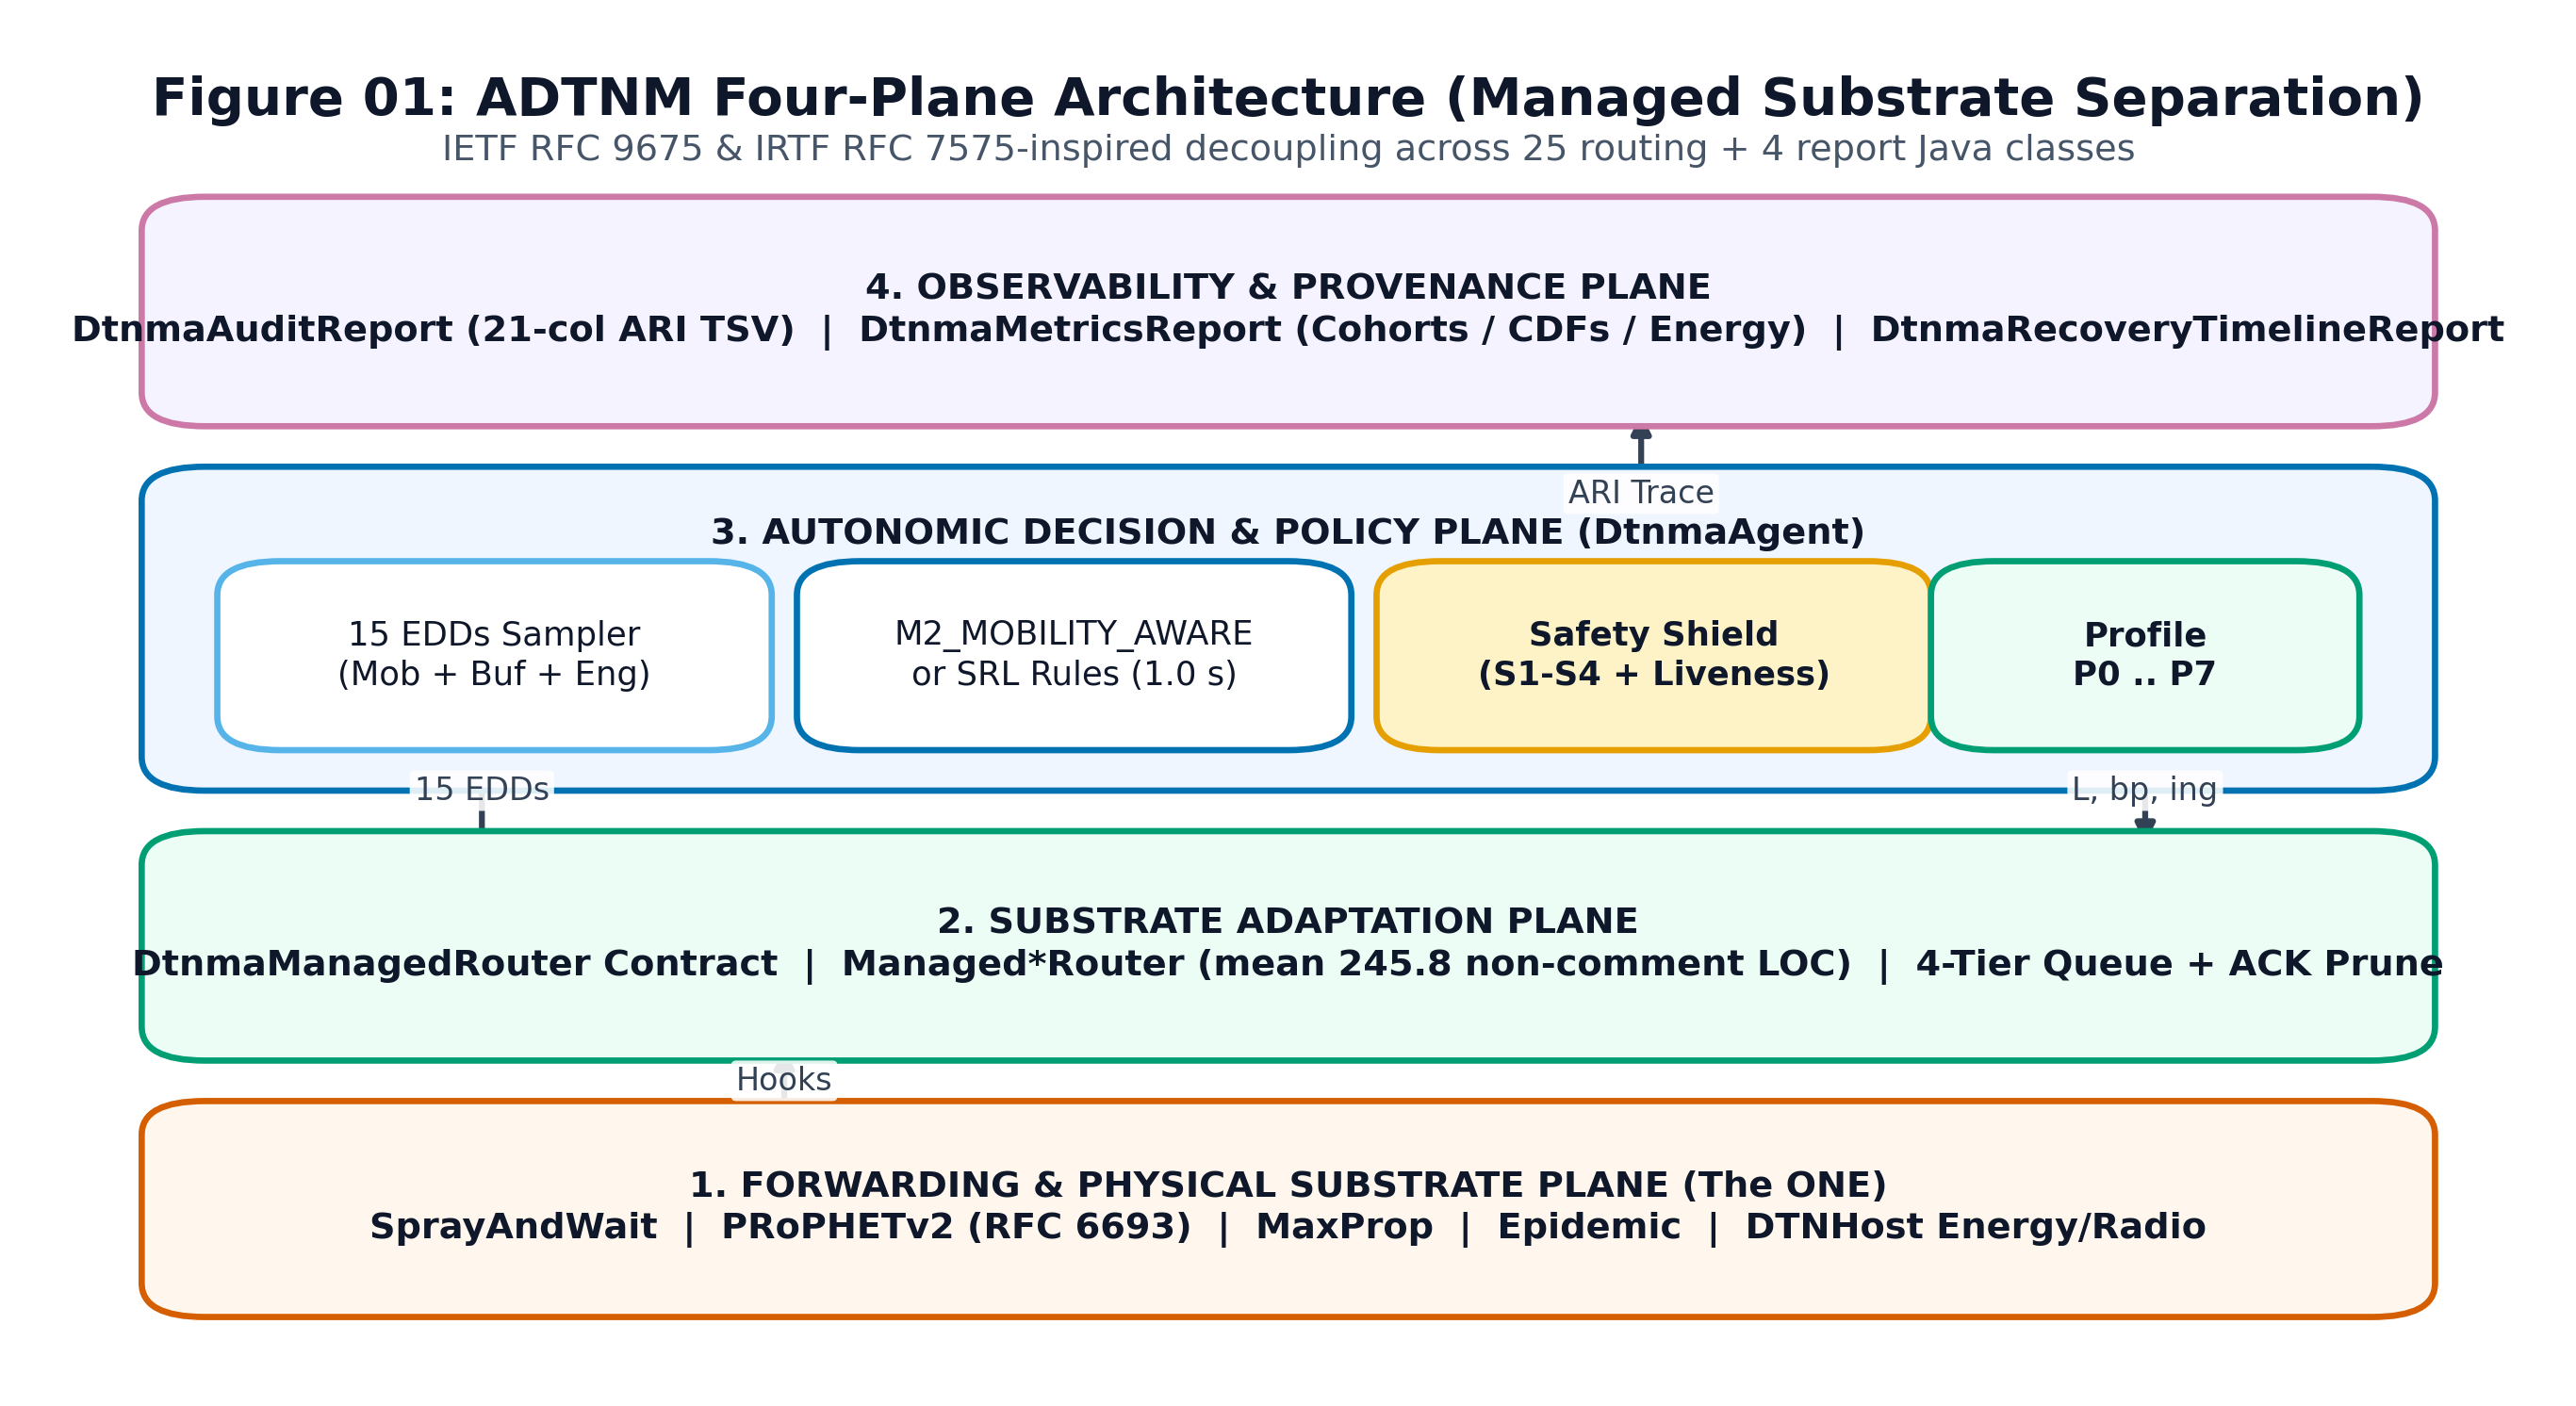 Figure 01: ADTNM Four-Plane Architecture (Managed Substrate Separation)
IETF RFC 9675 & IRTF RFC 7575-inspired decoupling across 25 routing + 4 report Java classes
4. OBSERVABILITY & PROVENANCE PLANE
DtnmaAuditReport (21-col ARI TSV) | DtnmaMetricsReport (Cohorts / CDFs / Energy) | DtnmaRecoveryTimelineReport
ARI Trace
3. AUTONOMIC DECISION & POLICY PLANE (DtnmaAgent)
15 EDDs Sampler
(Mob + Buf + Eng)
M2_MOBILITY_AWARE
or SRL Rules (1.0 s)
Safety Shield
(S1-S4 + Liveness)
Profile
P0 .. P7
15 EDDs
L, bp, ing
2. SUBSTRATE ADAPTATION PLANE
DtnmaManagedRouter Contract | Managed*Router (mean 245.8 non-comment LOC) | 4-Tier Queue + ACK Prune
Hooks
1. FORWARDING & PHYSICAL SUBSTRATE PLANE (The ONE)
SprayAndWait | PRoPHETv2 (RFC 6693) | MaxProp | Epidemic | DTNHost Energy/Radio